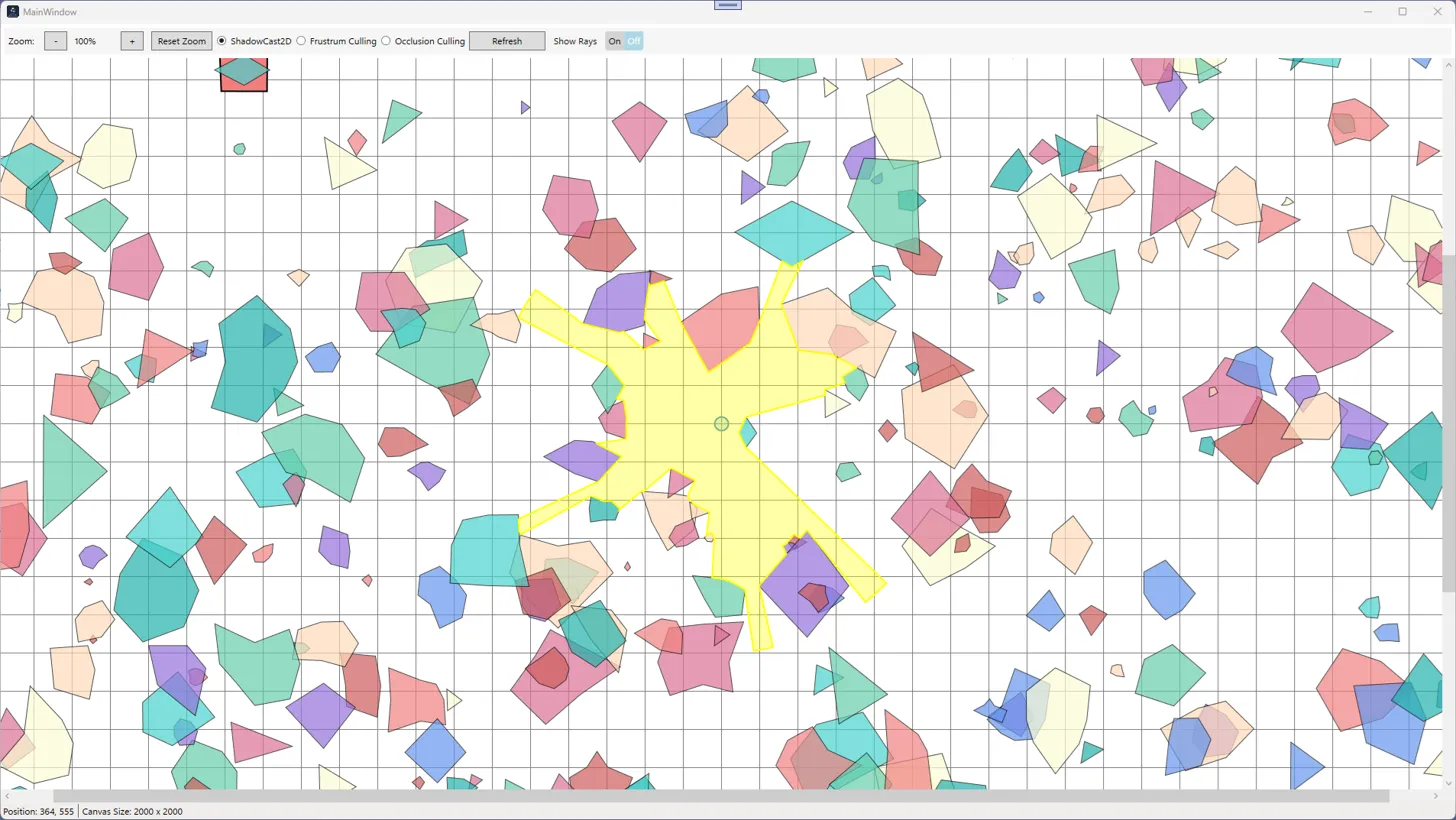 MainWindow
Zoom: - 100% + Reset Zoom ShadowCast2D Frustrum Culling Occlusion Culling Refresh Show Rays On Off
Position: 364, 555 Canvas Size: 2000 x 2000